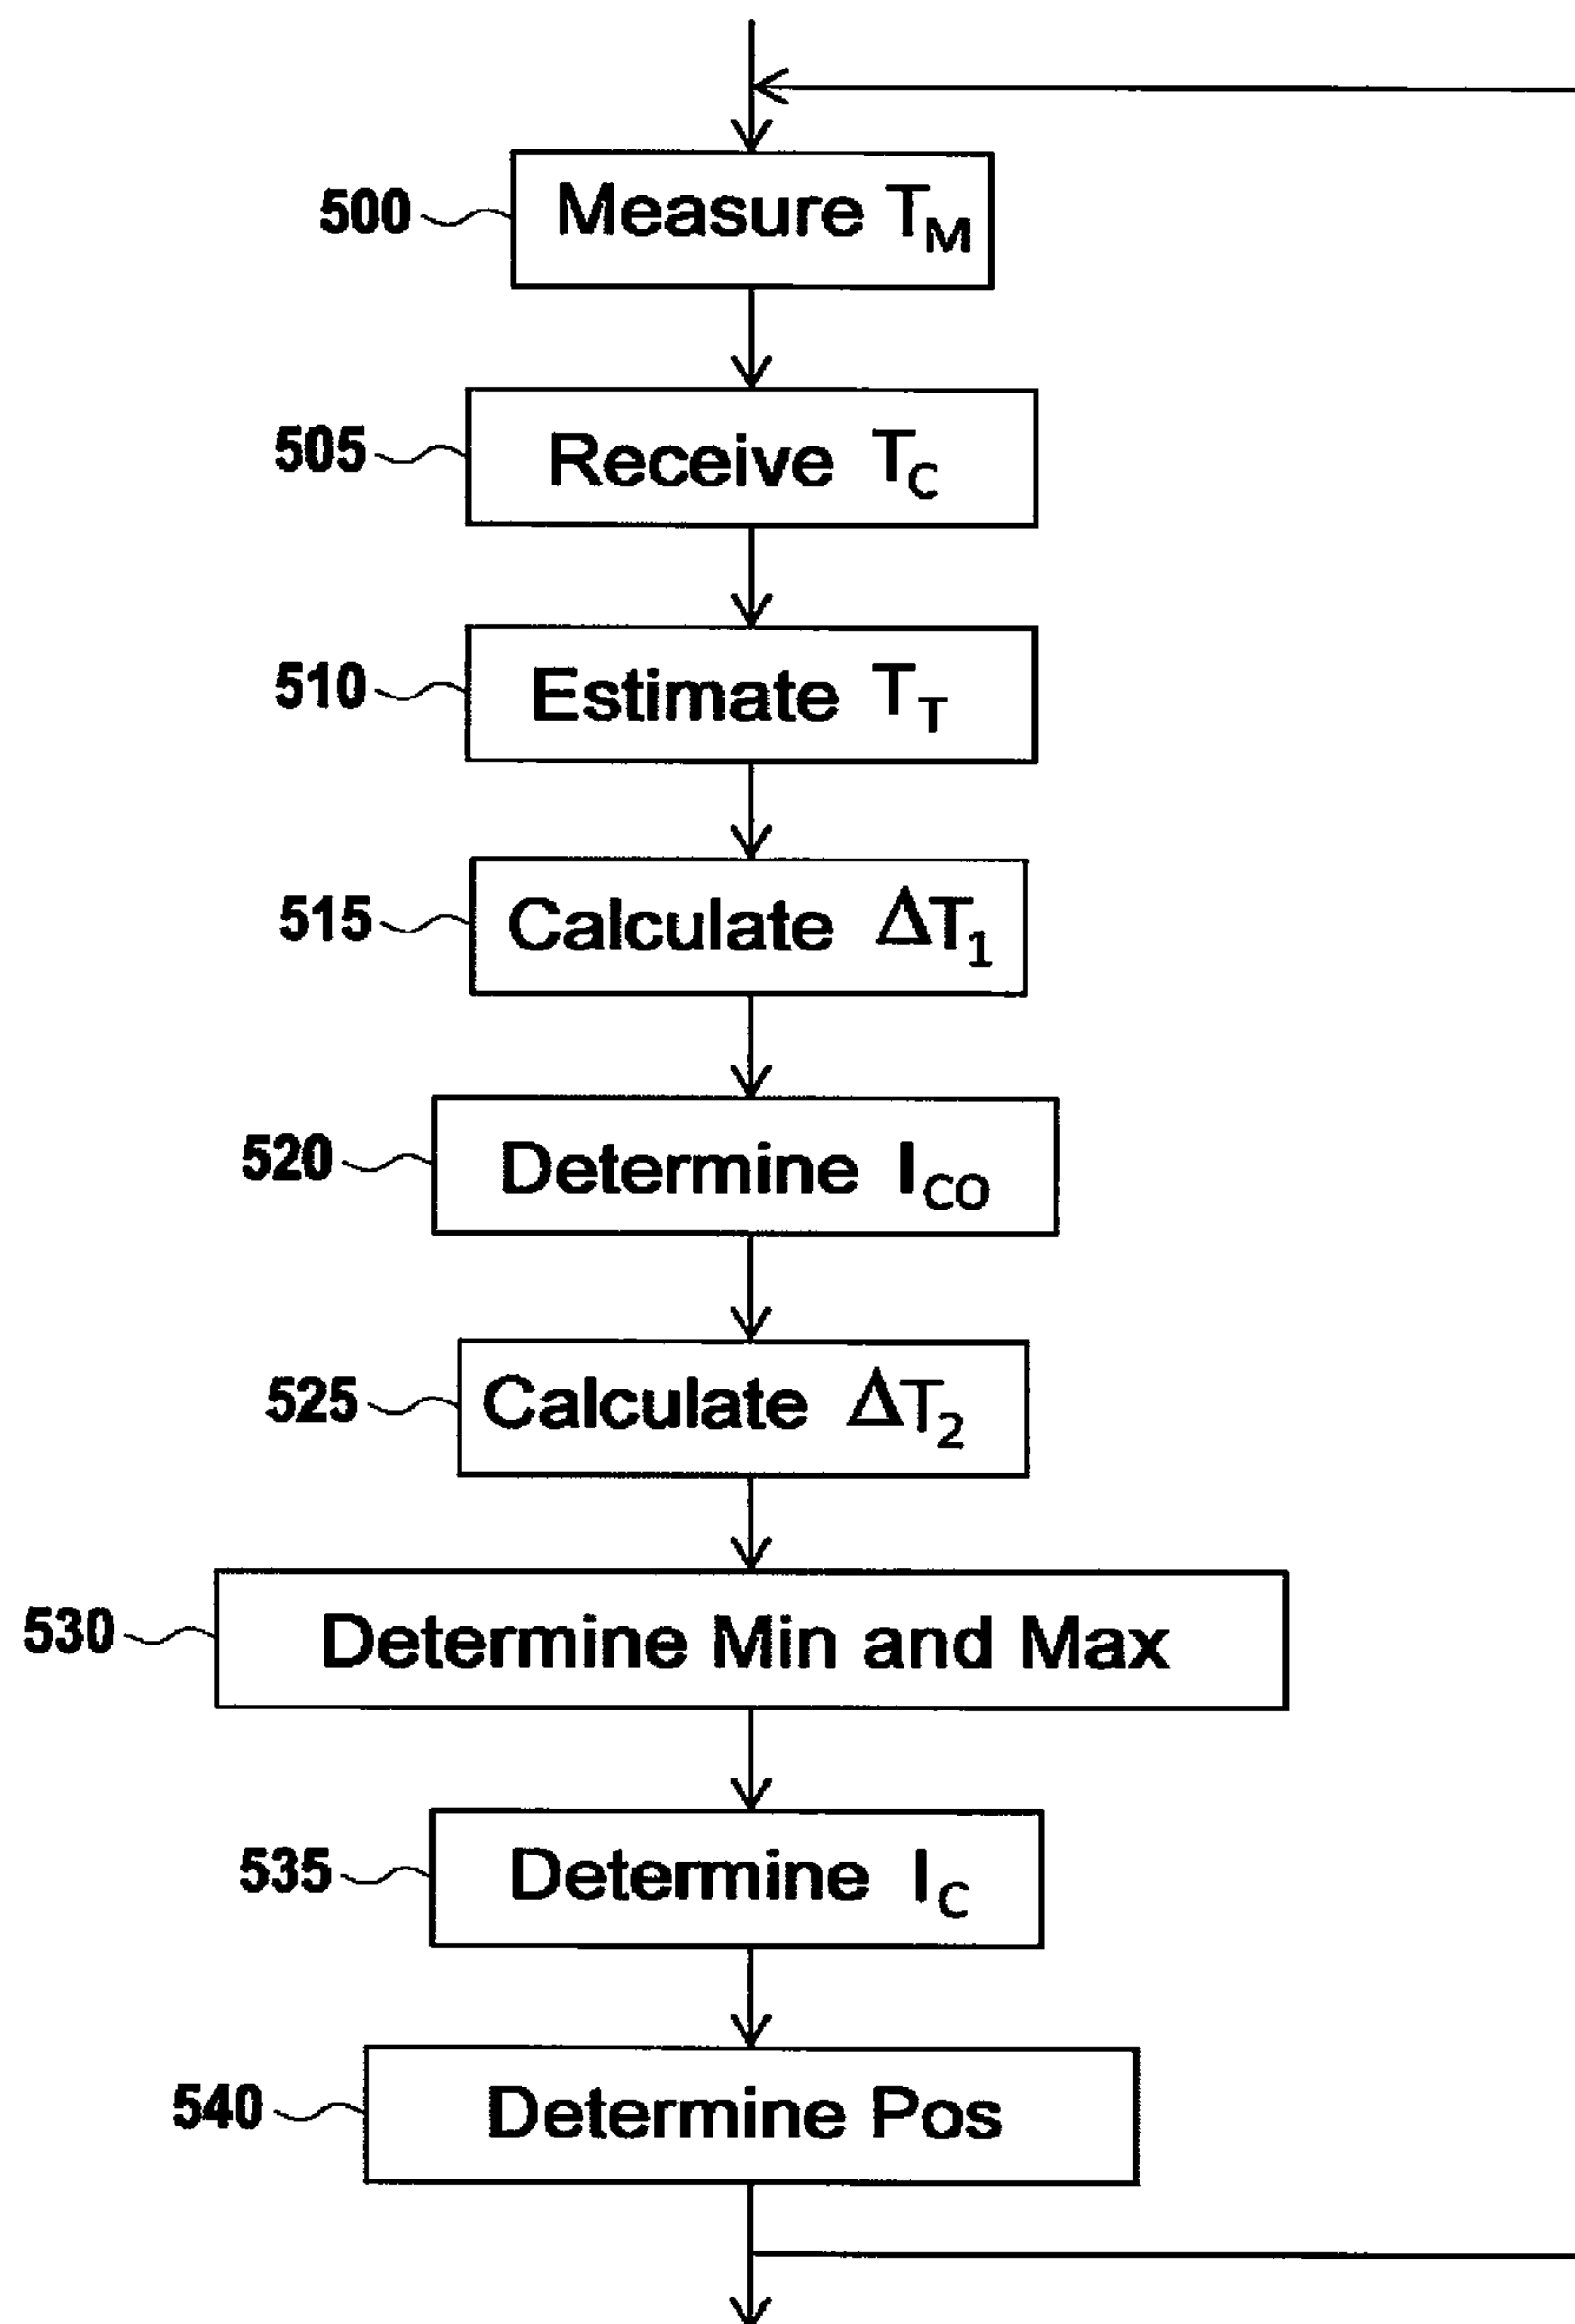 500 Measure T_M
505 Receive T_C
510 Estimate T_T
515 Calculate ΔT_1
520 Determine I_CO
525 Calculate ΔT_2
530 Determine Min and Max
535 Determine I_C
540 Determine Pos